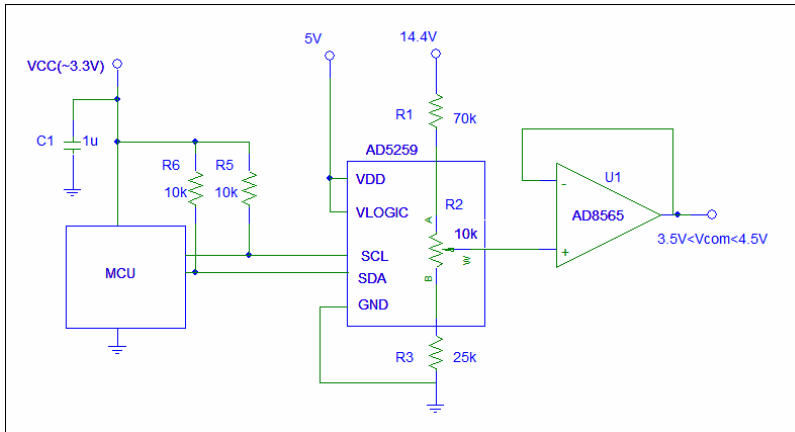 VCC(~3.3V)
5V
14.4V
C1 1u
R6
10k
R5
10k
R1
70k
AD5259
VDD
VLOGIC
R2
A
10k
W
B
SCL
SDA
GND
MCU
R3
25k
U1
-
AD8565
+
3.5V<Vcom<4.5V